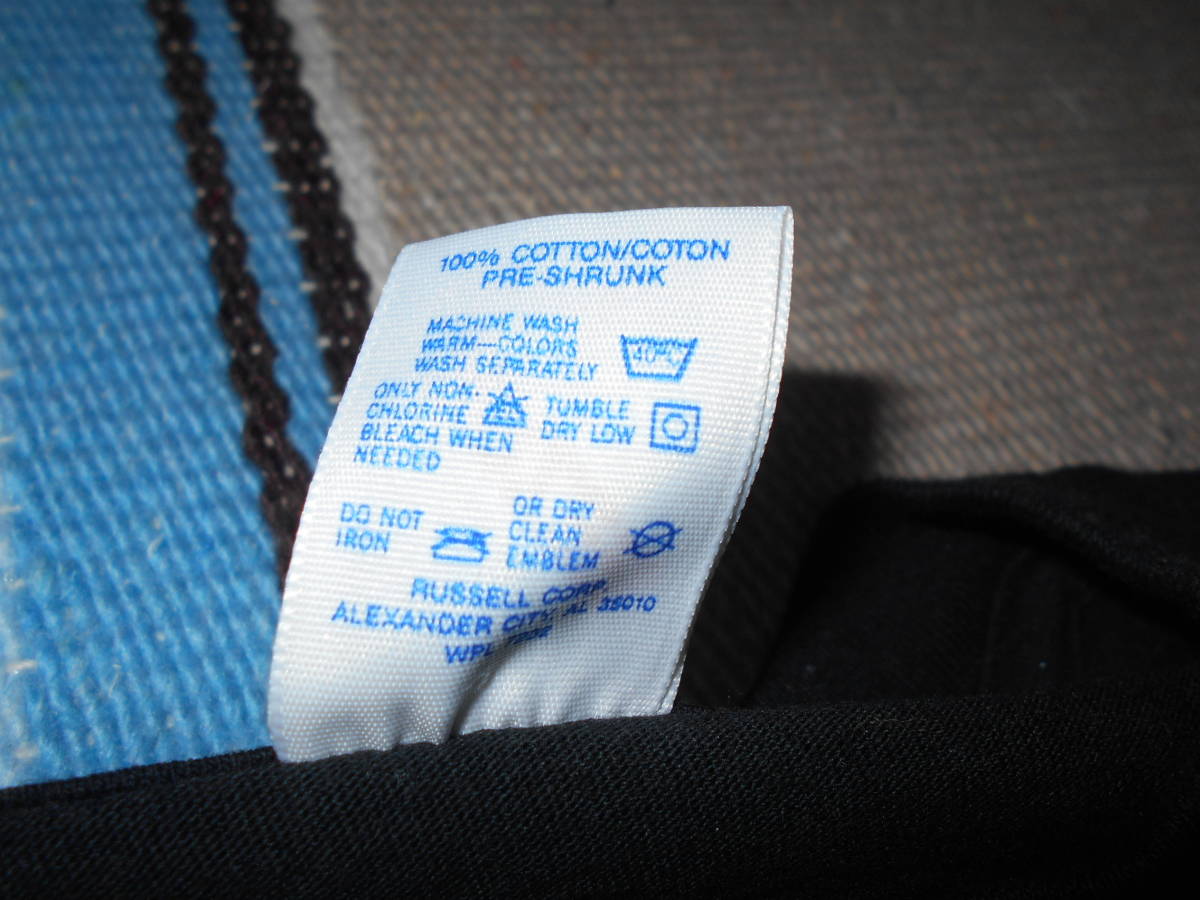 100% COTTON/COTON
PRE-SHRUNK
MACHINE WASH
WARM—COLORS
WASH SEPARATELY
40°C
ONLY NON-
CHLORINE
BLEACH WHEN
NEEDED
TUMBLE
DRY LOW
DO NOT
IRON
OR DRY
CLEAN
EMBLEM
RUSSELL CORP.
ALEXANDER CITY, AL 35010
WPL